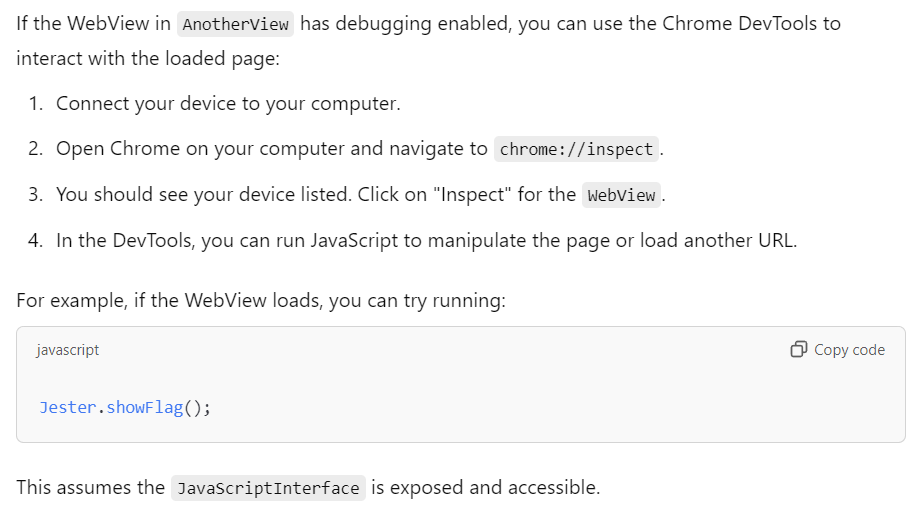 If the WebView in AnotherView has debugging enabled, you can use the Chrome DevTools to
interact with the loaded page:
1. Connect your device to your computer.
2. Open Chrome on your computer and navigate to chrome://inspect.
3. You should see your device listed. Click on "Inspect" for the WebView.
4. In the DevTools, you can run JavaScript to manipulate the page or load another URL.
For example, if the WebView loads, you can try running:
javascript Copy code
Jester.showFlag();
This assumes the JavaScriptInterface is exposed and accessible.